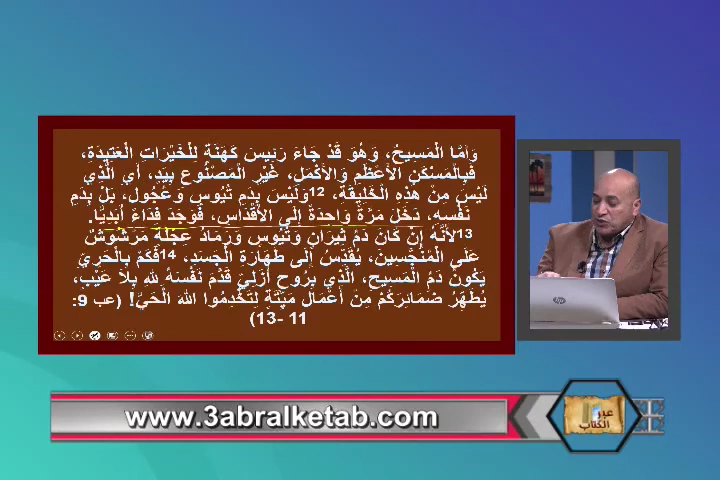 وَأَمَّا الْمَسِيحُ، وَهُوَ قَدْ جَاءَ رَئِيسَ كَهَنَةٍ لِلْخَيْرَاتِ الْعَتِيدَةِ،
فَبِالْمَسْكَنِ الأَعْظَمِ وَالأَكْمَلِ، غَيْرِ الْمَصْنُوعِ بِيَدٍ، أَيِ الَّذِي
لَيْسَ مِنْ هذِهِ الْخَلِيقَةِ، 12وَلَيْسَ بِدَمِ تُيُوسٍ وَعُجُول، بَلْ بِدَمِ
نَفْسِهِ، دَخَلَ مَرَّةً وَاحِدَةً إِلَى الأَقْدَاسِ، فَوَجَدَ فِدَاءً أَبَدِيًّا.
13لأَنَّهُ إِنْ كَانَ دَمُ ثِيرَانٍ وَتُيُوسٍ وَرَمَادُ عِجْلَةٍ مَرْشُوشٌ
عَلَى الْمُنَجَّسِينَ، يُقَدِّسُ إِلَى طَهَارَةِ الْجَسَدِ، 14فَكَمْ بِالْحَرِيِّ
يَكُونُ دَمُ الْمَسِيحِ، الَّذِي بِرُوحٍ أَزَلِيٍّ قَدَّمَ نَفْسَهُ للهِ بِلاَ عَيْبٍ،
يُطَهِّرُ ضَمَائِرَكُمْ مِنْ أَعْمَال مَيِّتَةٍ لِتَخْدِمُوا اللهَ الْحَيَّ! (عب 9:
11 -13)
www.3abralketab.com
عبر
الكتاب